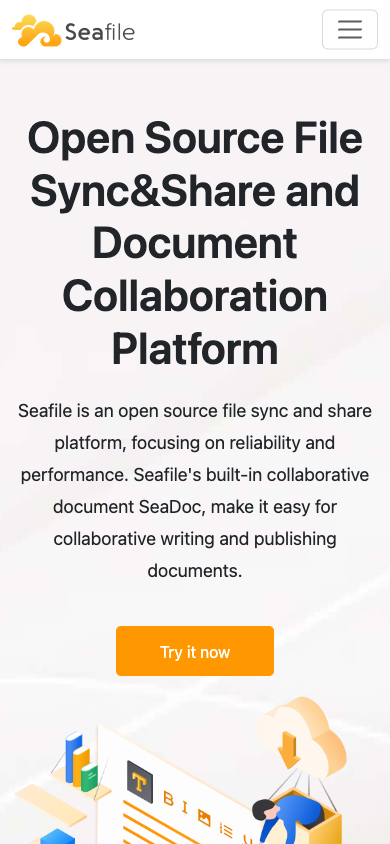 Seafile
Open Source File
Sync&Share and
Document
Collaboration
Platform
Seafile is an open source file sync and share
platform, focusing on reliability and
performance. Seafile's built-in collaborative
document SeaDoc, make it easy for
collaborative writing and publishing
documents.
Try it now
T B I U